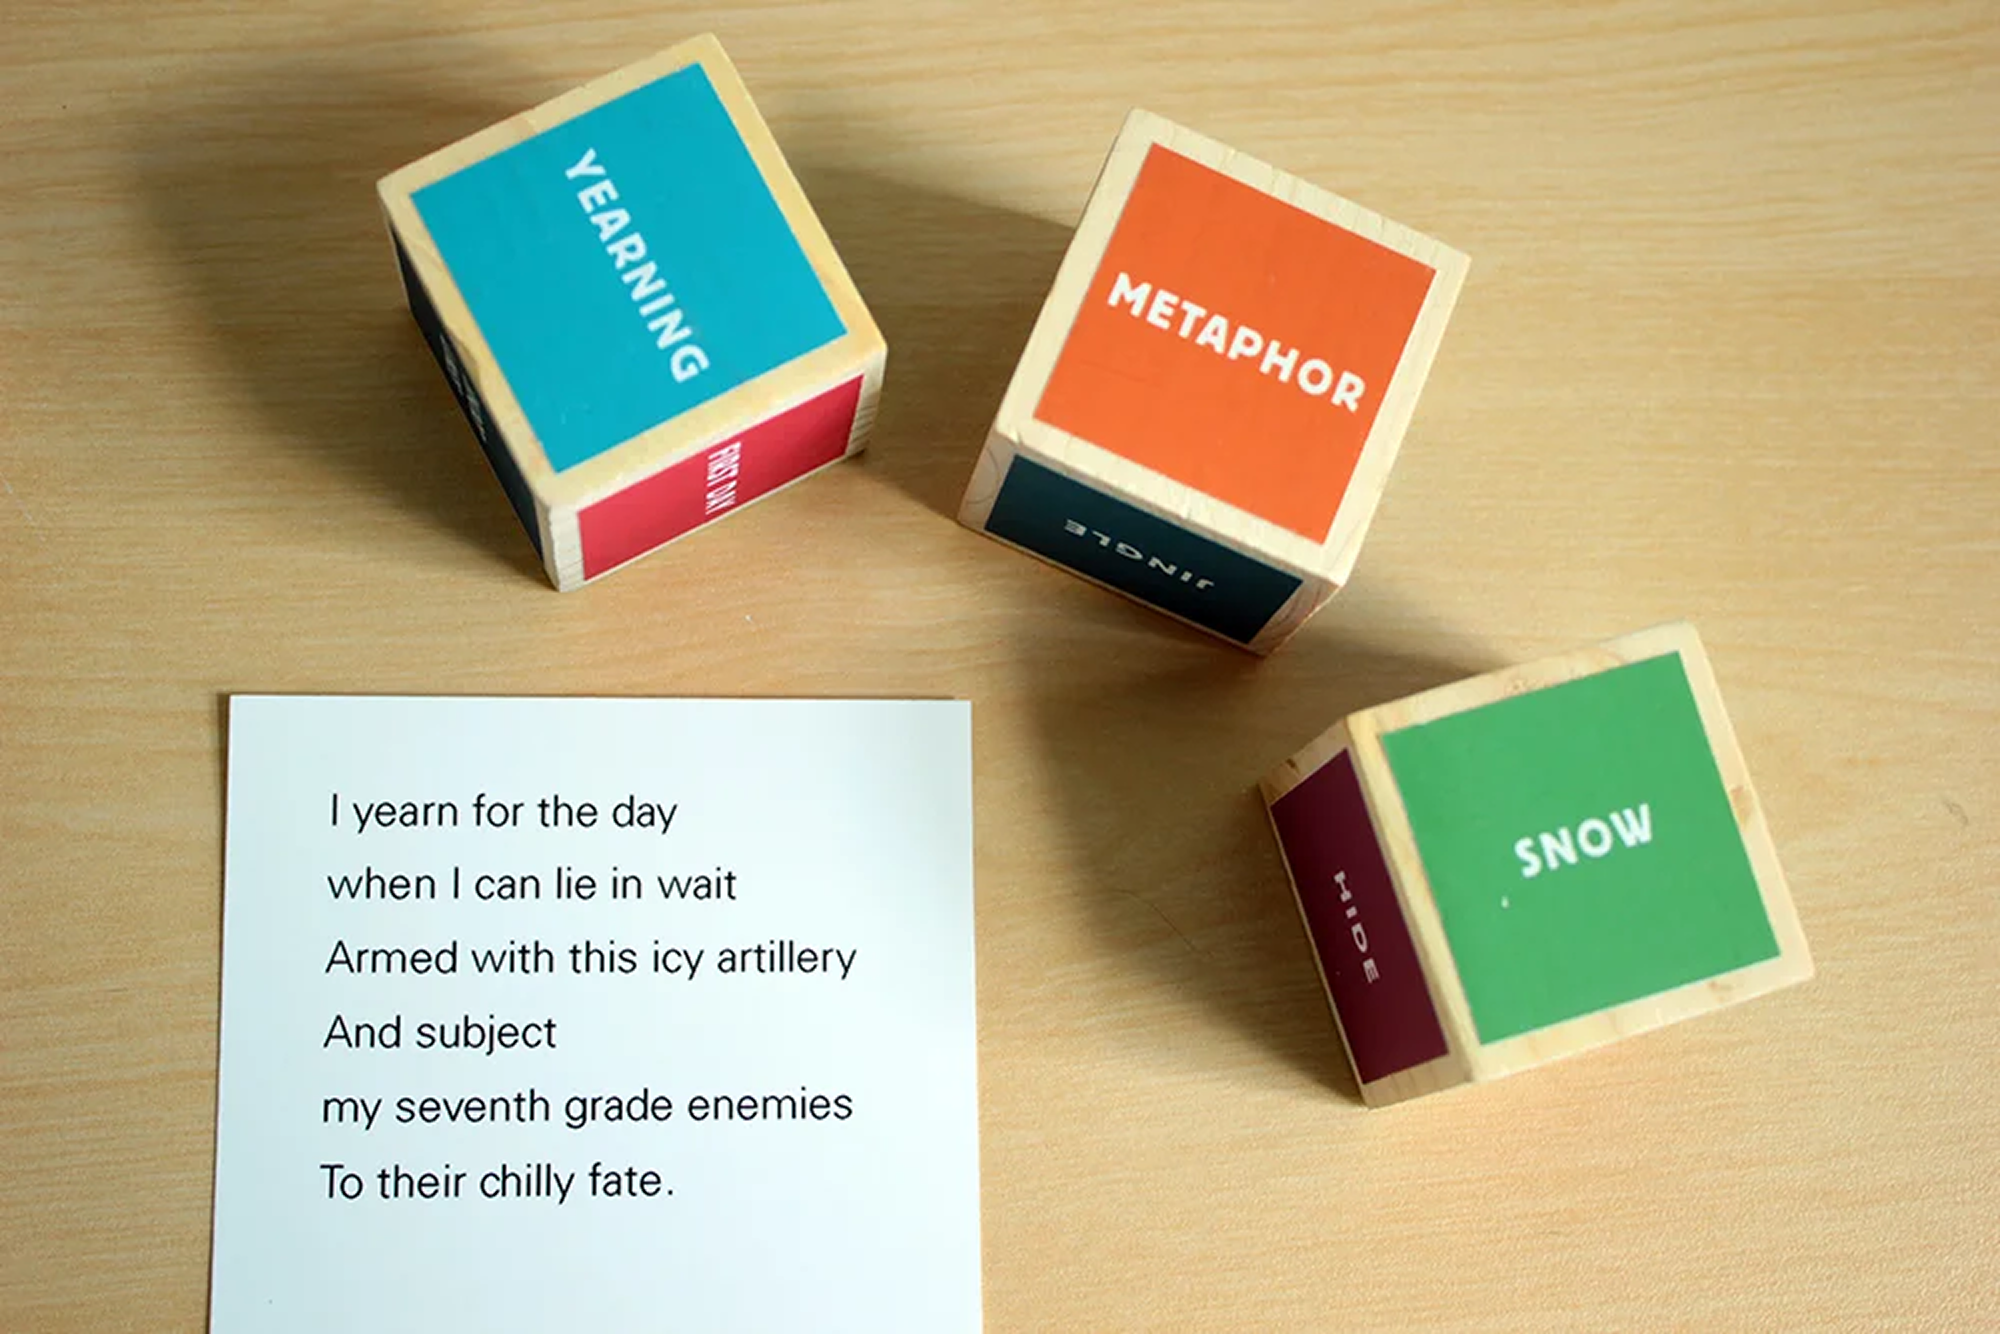 YEARNING
FIRST DAY
METAPHOR
JINGLE
SNOW
HIDE
I yearn for the day
when I can lie in wait
Armed with this icy artillery
And subject
my seventh grade enemies
To their chilly fate.